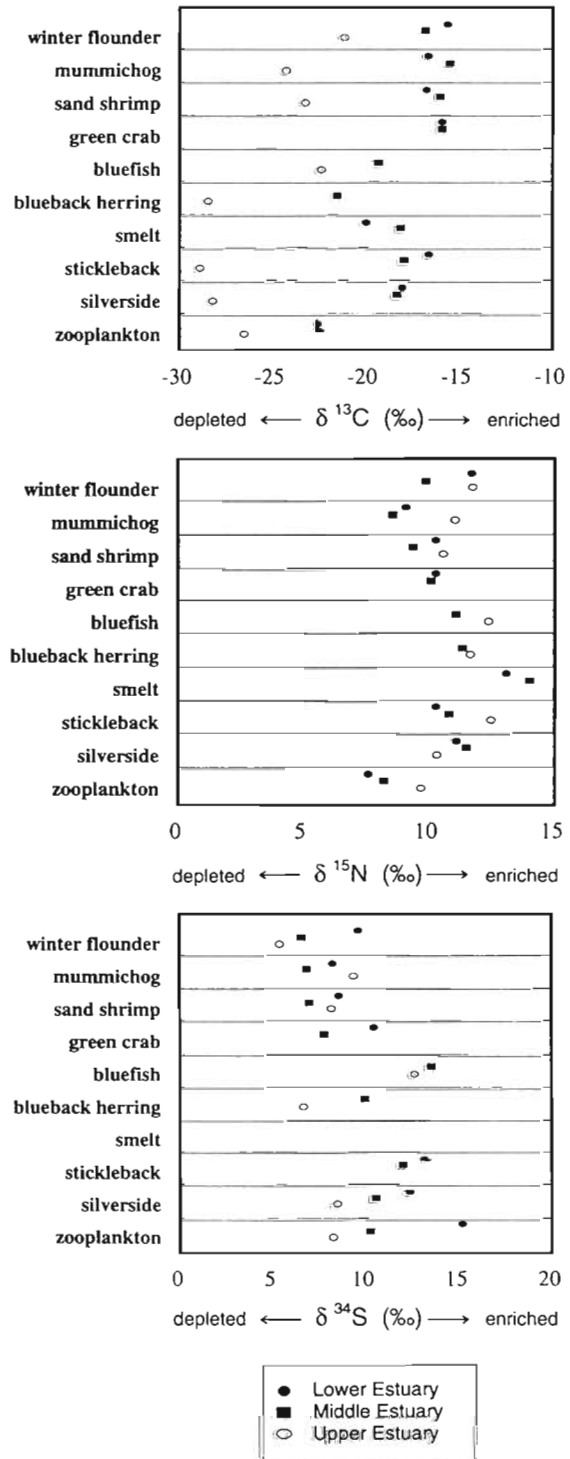 winter flounder
mummichog
sand shrimp
green crab
bluefish
blueback herring
smelt
stickleback
silverside
zooplankton
-30 -25 -20 -15 -10
depleted ← δ ¹³C (‰) → enriched
winter flounder
mummichog
sand shrimp
green crab
bluefish
blueback herring
smelt
stickleback
silverside
zooplankton
0 5 10 15
depleted ← δ ¹⁵N (‰) → enriched
winter flounder
mummichog
sand shrimp
green crab
bluefish
blueback herring
smelt
stickleback
silverside
zooplankton
0 5 10 15 20
depleted ← δ ³⁴S (‰) → enriched
Lower Estuary
Middle Estuary
Upper Estuary